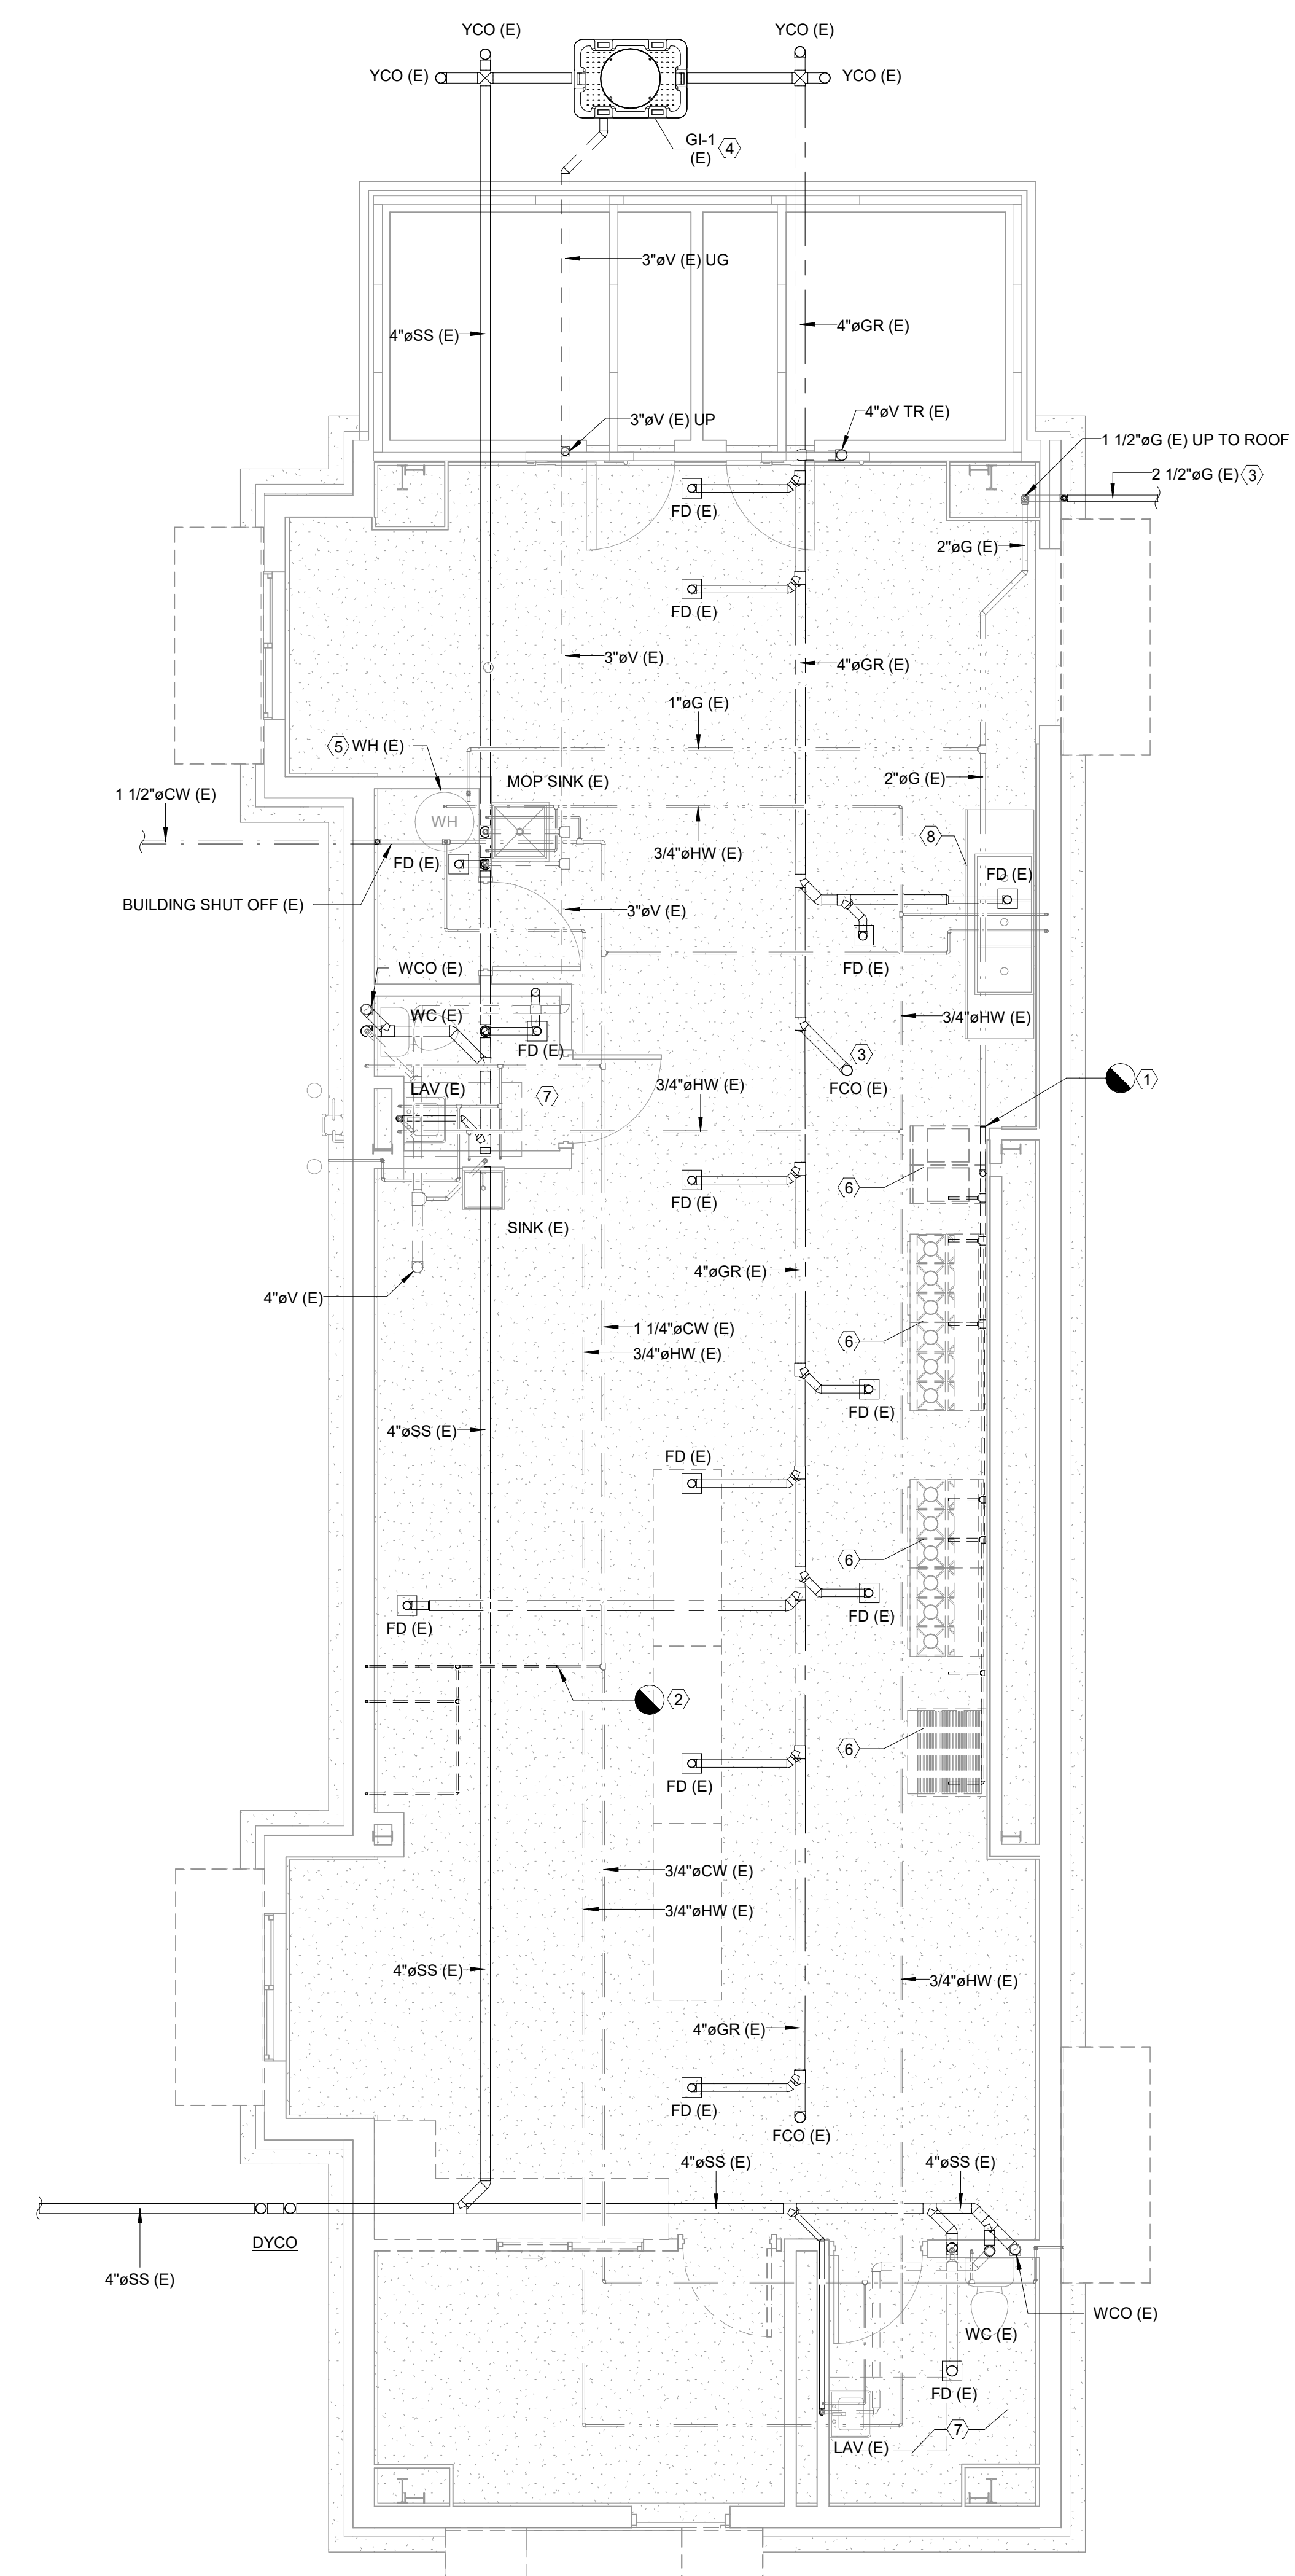 YCO (E)
YCO (E)
YCO (E)
YCO (E)
GI-1
(E)
4
3"øV (E) UG
4"øSS (E)
4"øGR (E)
4"øV TR (E)
3"øV (E) UP
1 1/2"øG (E) UP TO ROOF
2 1/2"øG (E)
3
FD (E)
2"øG (E)
FD (E)
3"øV (E)
4"øGR (E)
1"øG (E)
5
WH (E)
MOP SINK (E)
2"øG (E)
1 1/2"øCW (E)
WH
8
3/4"øHW (E)
FD (E)
FD (E)
BUILDING SHUT OFF (E)
3"øV (E)
WCO (E)
FD (E)
WC (E)
3/4"øHW (E)
FD (E)
3
FCO (E)
1
LAV (E)
7
3/4"øHW (E)
6
FD (E)
SINK (E)
4"øGR (E)
4"øV (E)
1 1/4"øCW (E)
6
3/4"øHW (E)
FD (E)
4"øSS (E)
FD (E)
6
FD (E)
FD (E)
2
6
FD (E)
3/4"øCW (E)
3/4"øHW (E)
4"øSS (E)
3/4"øHW (E)
4"øGR (E)
FD (E)
FCO (E)
4"øSS (E)
4"øSS (E)
DYCO
4"øSS (E)
WCO (E)
WC (E)
FD (E)
7
LAV (E)